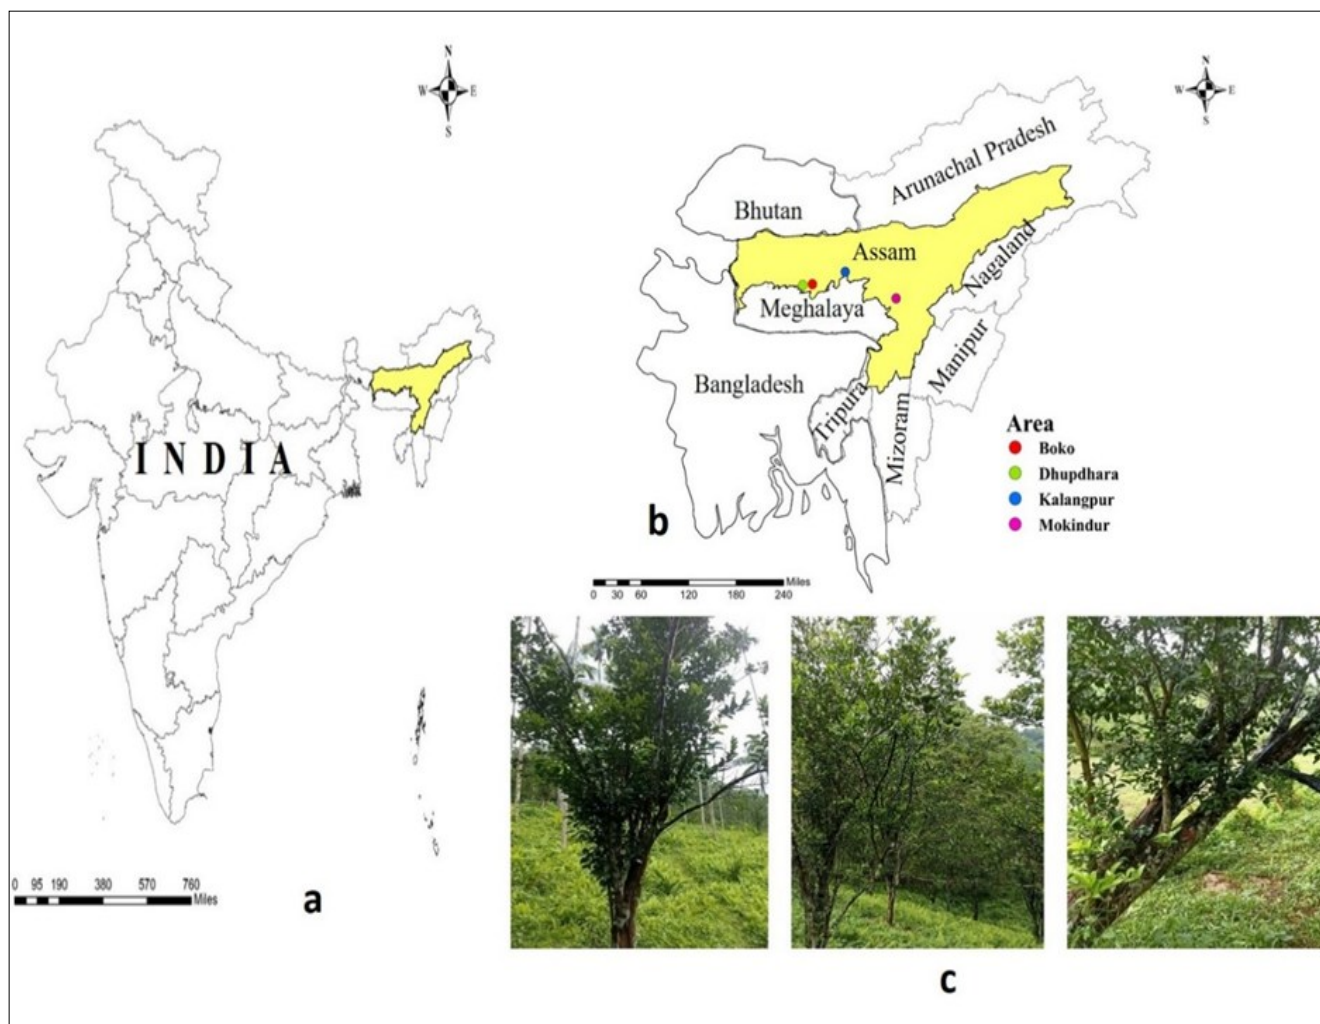 N
W E
S
INDIA
0 95 190 380 570 760
Miles
a
N
W E
S
Arunachal Pradesh
Bhutan
Assam
Nagaland
Meghalaya
Manipur
Bangladesh
Tripura
Mizoram
Area
Boko
Dhupdhara
Kalangpur
Mokindur
b
Miles
0 30 60 120 180 240
c